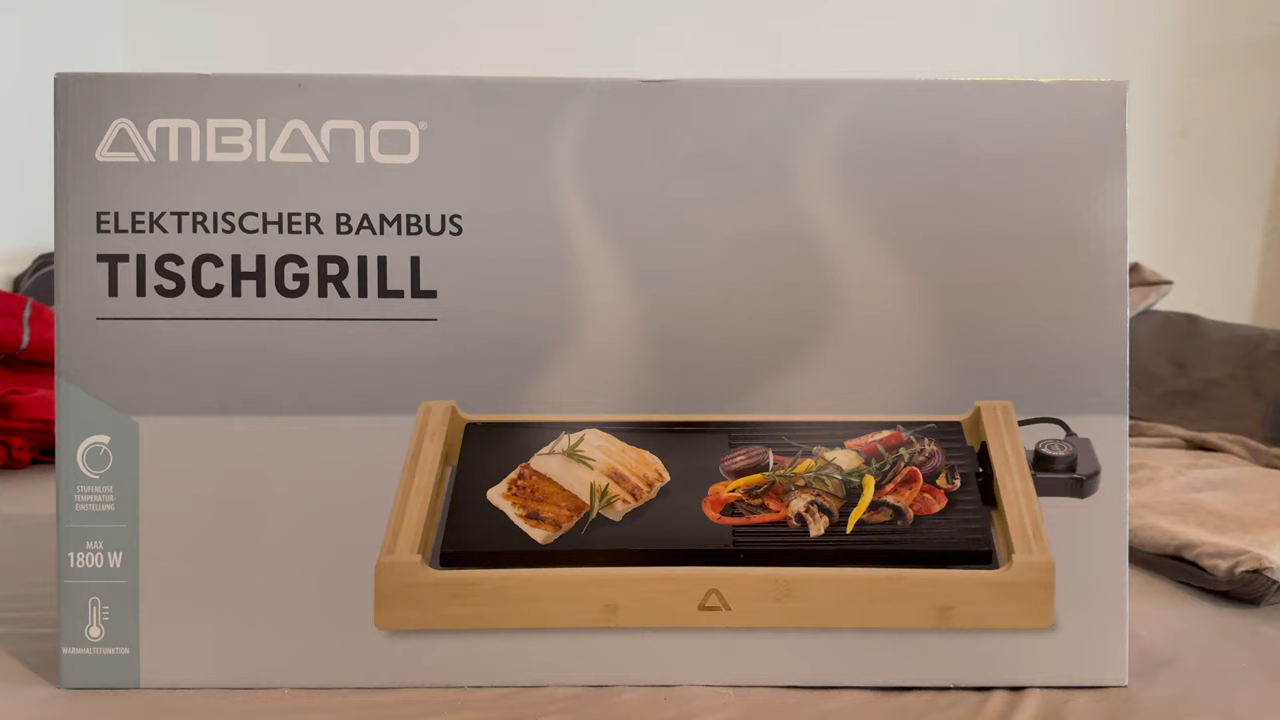 AMBIANO®
ELEKTRISCHER BAMBUS
TISCHGRILL
STUFENLOSE
TEMPERATUR-
EINSTELLUNG
MAX
1800 W
WARMHALTEFUNKTION